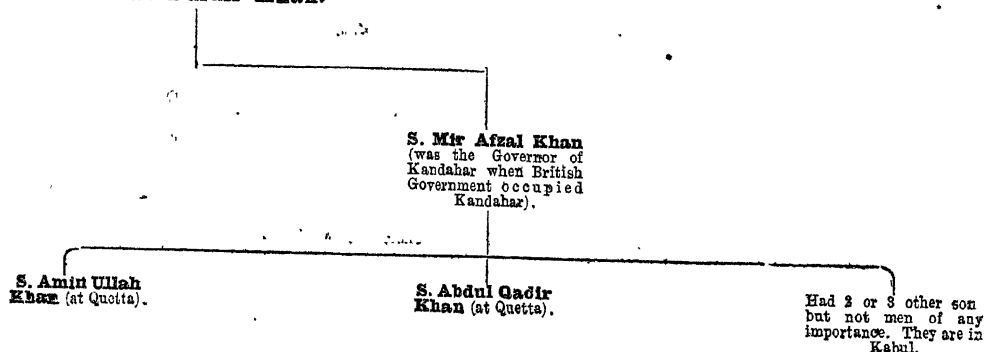 S. Mir Afzal Khan
(was the Governor of
Kandahar when British
Government occupied
Kandahar).
S. Amin Ullah
Khan (at Quetta).
S. Abdul Qadir
Khan (at Quetta).
Had 2 or 3 other son
but not men of any
importance. They are in
Kabul.